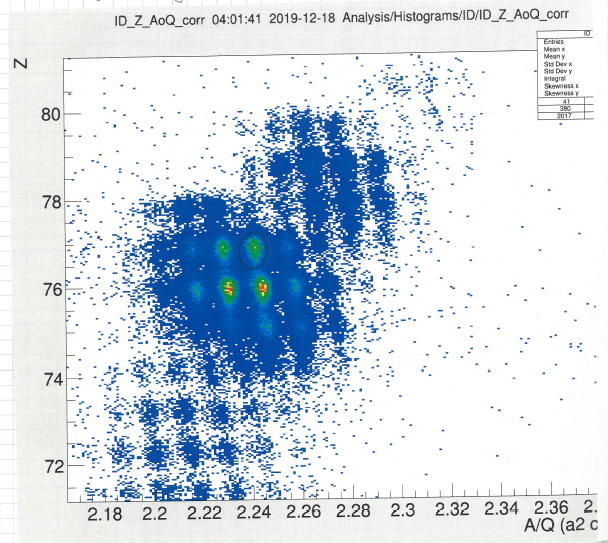 ID_Z_AoQ_corr 04:01:41 2019-12-18 Analysis/Histograms/ID/ID_Z_AoQ_corr
ID
Entries
Mean x
Mean y
Std Dev x
Std Dev y
Integral
Skewness x
Skewness y
41
380
2017
Z
80
78
76
74
72
2.18 2.2 2.22 2.24 2.26 2.28 2.3 2.32 2.34 2.36 2.
A/Q (a2 c